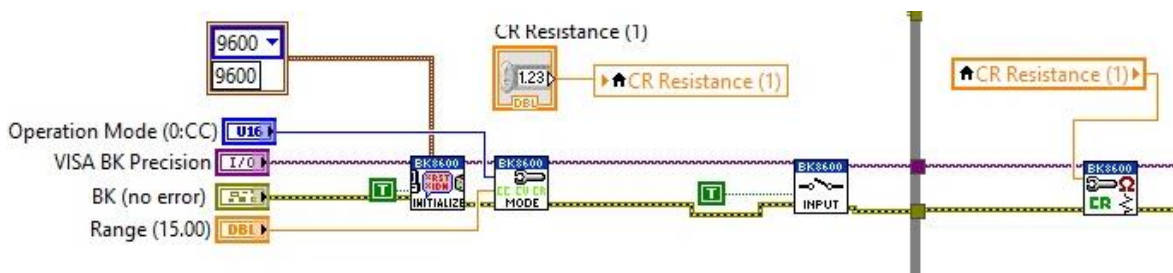 9600
9600
CR Resistance (1)
1.23
DBL
CR Resistance (1)
CR Resistance (1)
Operation Mode (0:CC)
U16
VISA BK Precision
I/O
BK (no error)
Range (15.00)
DBL
T
BK8600
*RST
*IDN
INITIALIZE
BK8600
CC CV CR
MODE
T
BK8600
INPUT
BK8600
Ω
CR